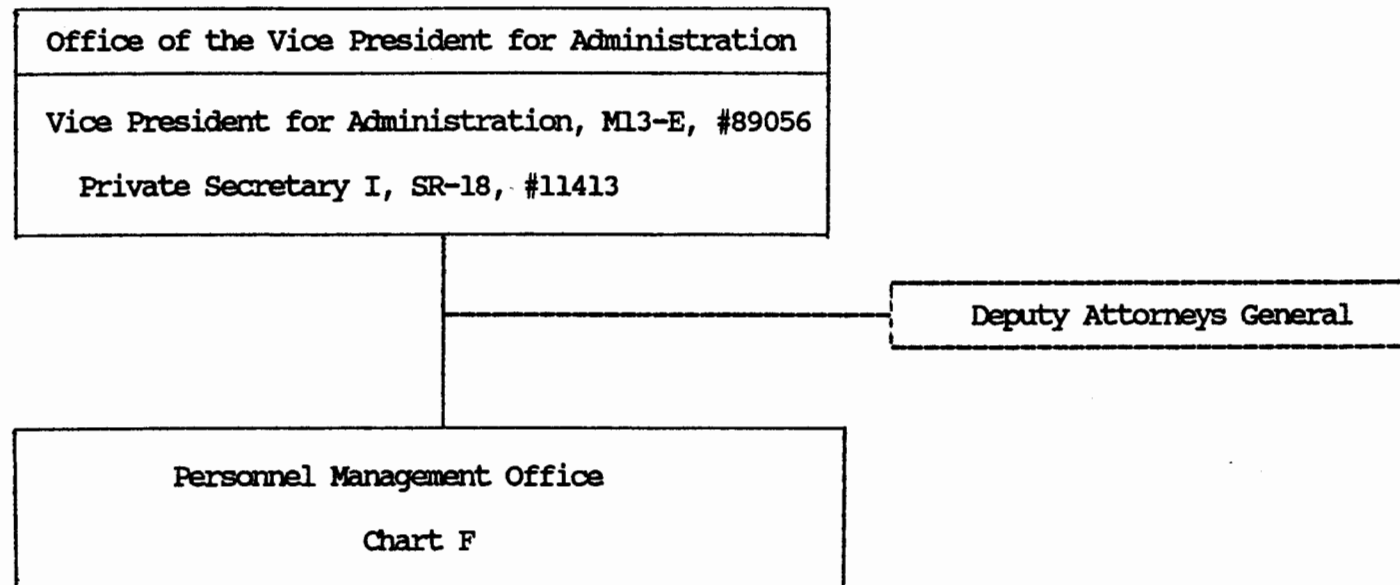 Office of the Vice President for Administration
Vice President for Administration, M13-E, #89056
Private Secretary I, SR-18, #11413
Deputy Attorneys General
Personnel Management Office
Chart F